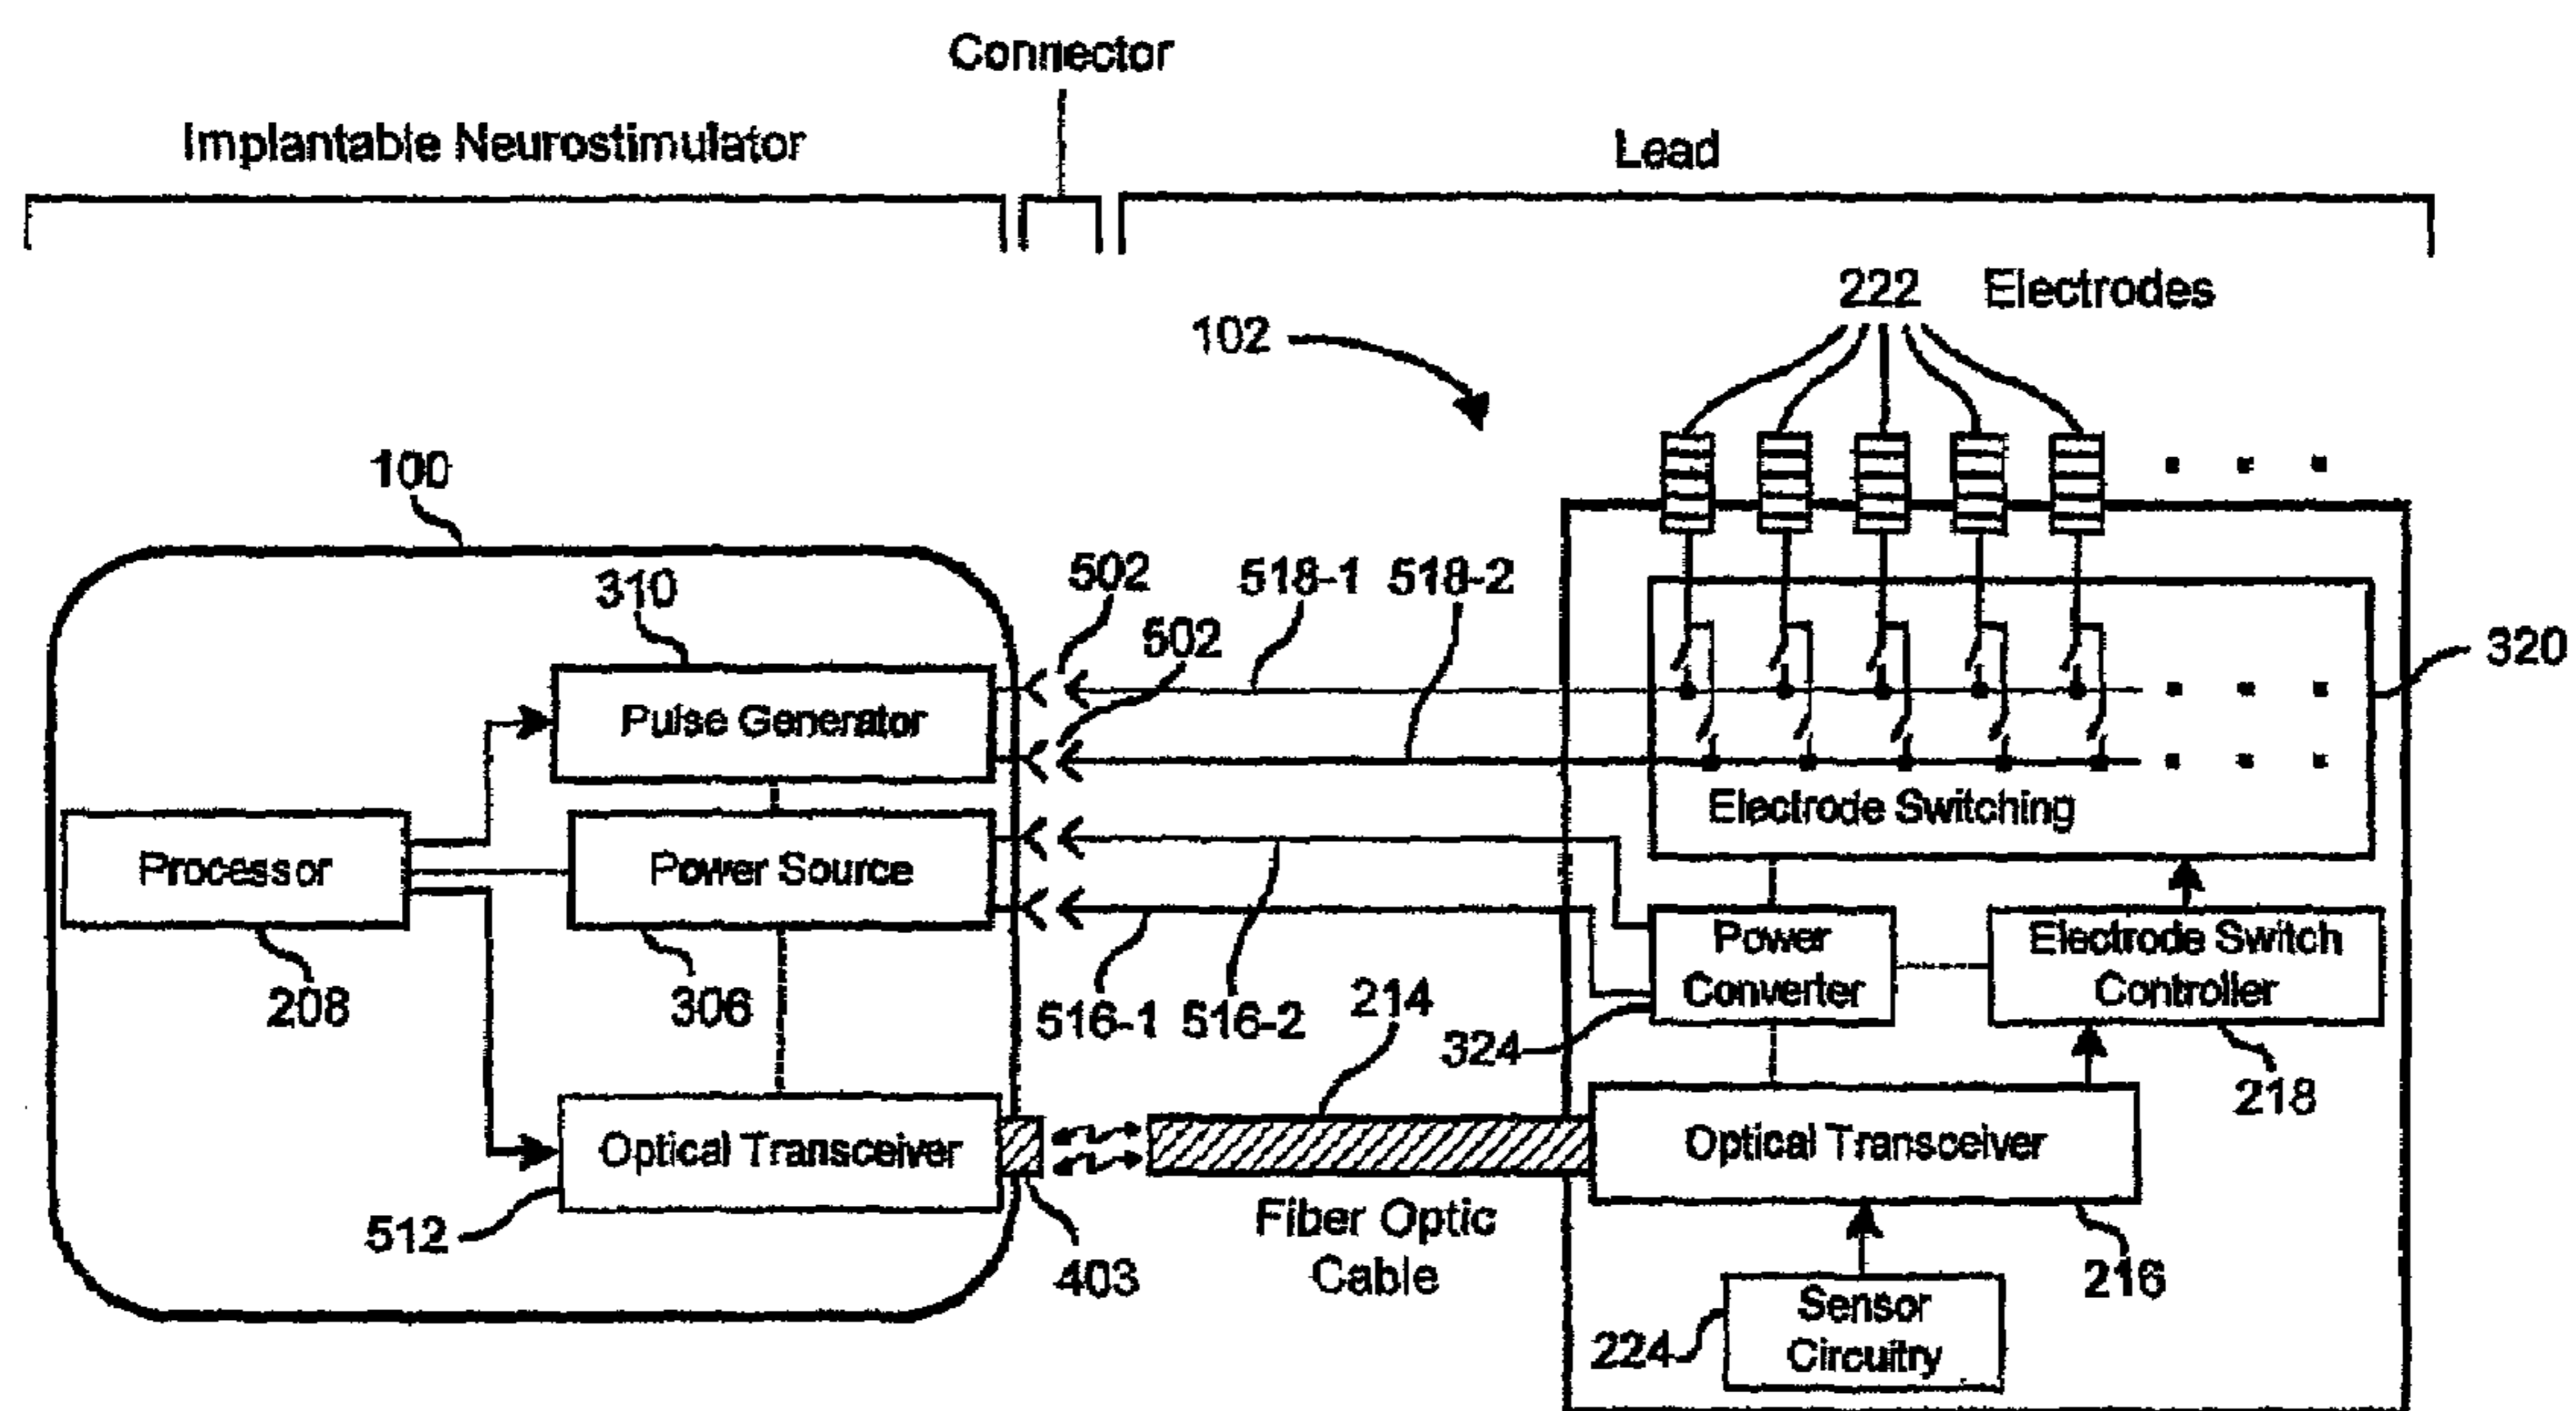 Connector
Implantable Neurostimulator
Lead
222 Electrodes
102
100
310
502
518-1
518-2
502
320
Pulse Generator
Electrode Switching
Processor
Power Source
Power
Converter
Electrode Switch
Controller
208
306
516-1
516-2
214
324
218
Optical Transceiver
Optical Transceiver
512
403
Fiber Optic
Cable
216
224
Sensor
Circuitry